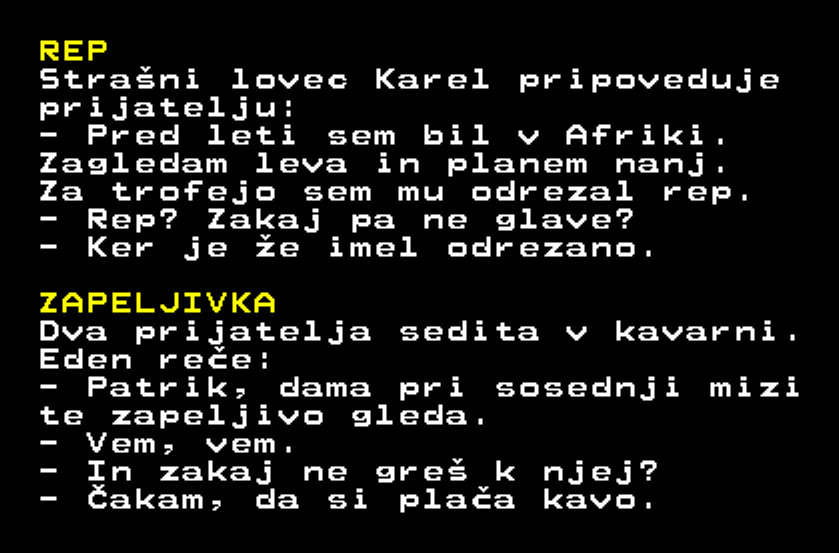 REP
Strašni lovec Karel pripoveduje
prijatelju:
- Pred leti sem bil v Afriki.
Zagledam leva in planem nanj.
Za trofejo sem mu odrezal rep.
- Rep? Zakaj pa ne glave?
- Ker je že imel odrezano.
ZAPELJIVKA
Dva prijatelja sedita v kavarni.
Eden reče:
- Patrik, dama pri sosednji mizi
te zapeljivo gleda.
- Vem, vem.
- In zakaj ne greš k njej?
- Čakam, da si plača kavo.